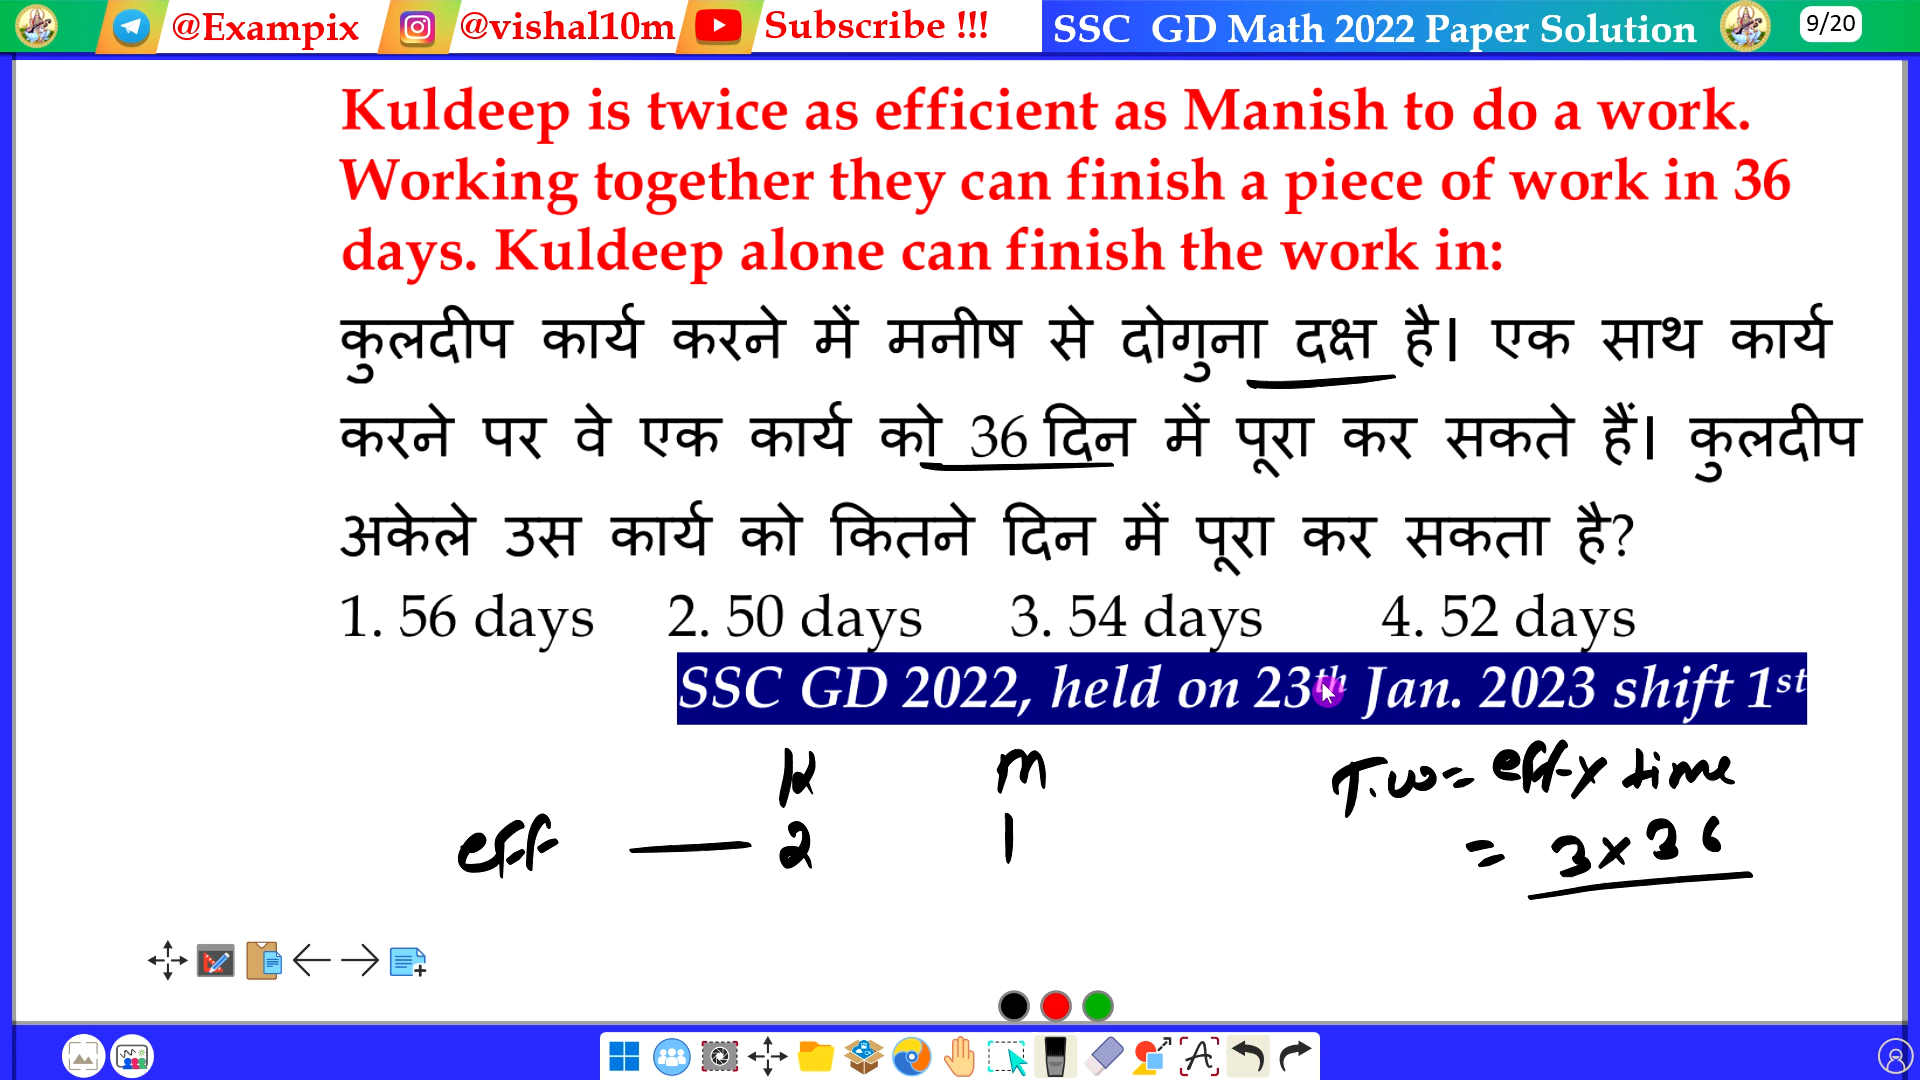 @Exampix @vishal10m Subscribe !!! SSC GD Math 2022 Paper Solution 9/20
Kuldeep is twice as efficient as Manish to do a work.
Working together they can finish a piece of work in 36
days. Kuldeep alone can finish the work in:
कुलदीप कार्य करने में मनीष से दोगुना दक्ष है। एक साथ कार्य
करने पर वे एक कार्य को 36 दिन में पूरा कर सकते हैं। कुलदीप
अकेले उस कार्य को कितने दिन में पूरा कर सकता है?
1. 56 days 2. 50 days 3. 54 days 4. 52 days
SSC GD 2022, held on 23th Jan. 2023 shift 1st
K M T.W = eff x time
eff — 2 1 = 3 x 36